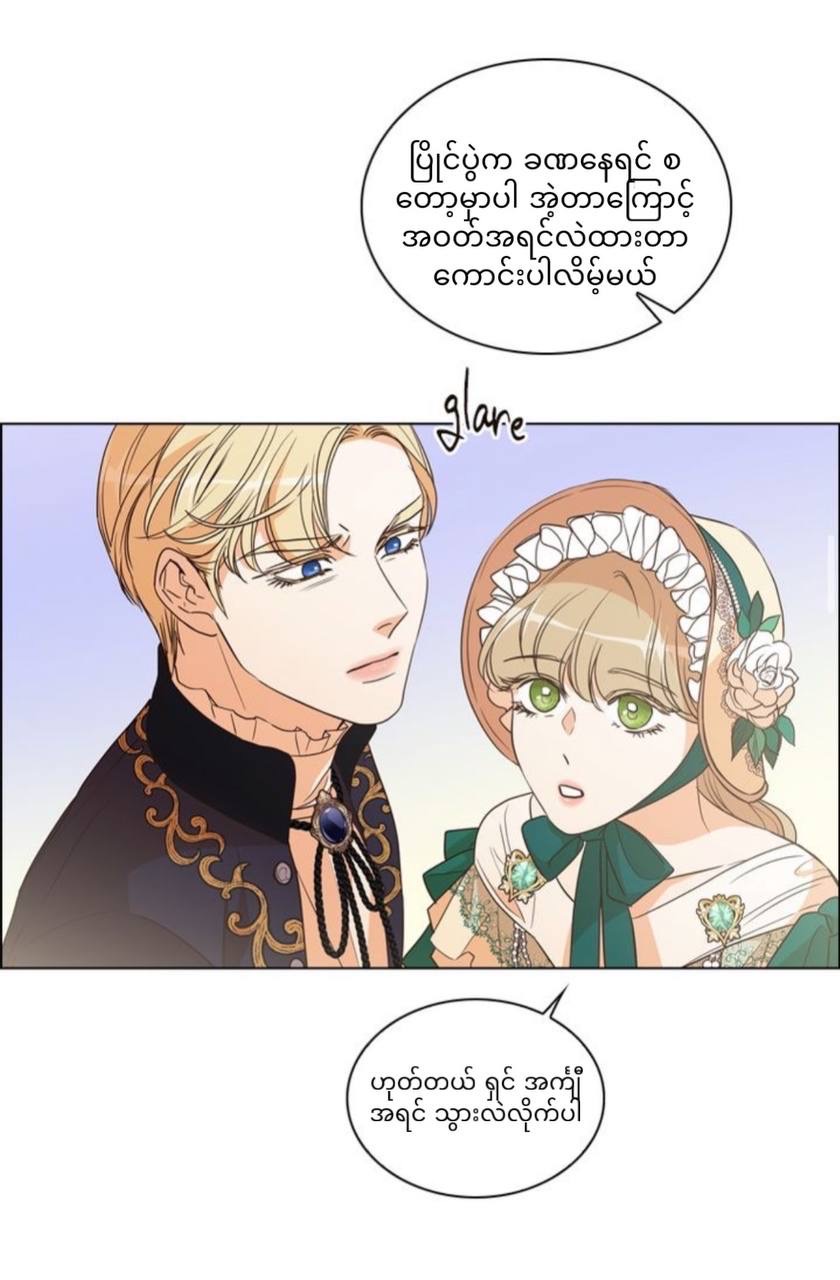 ပြိုင်ပွဲက ခဏနေရင် စ
တော့မှာပါ အဲ့တာကြောင့်
အဝတ်အရင်လဲထားတာ
ကောင်းပါလိမ့်မယ်
glare
ဟုတ်တယ် ရှင် အင်္ကျီ
အရင် သွားလဲလိုက်ပါ